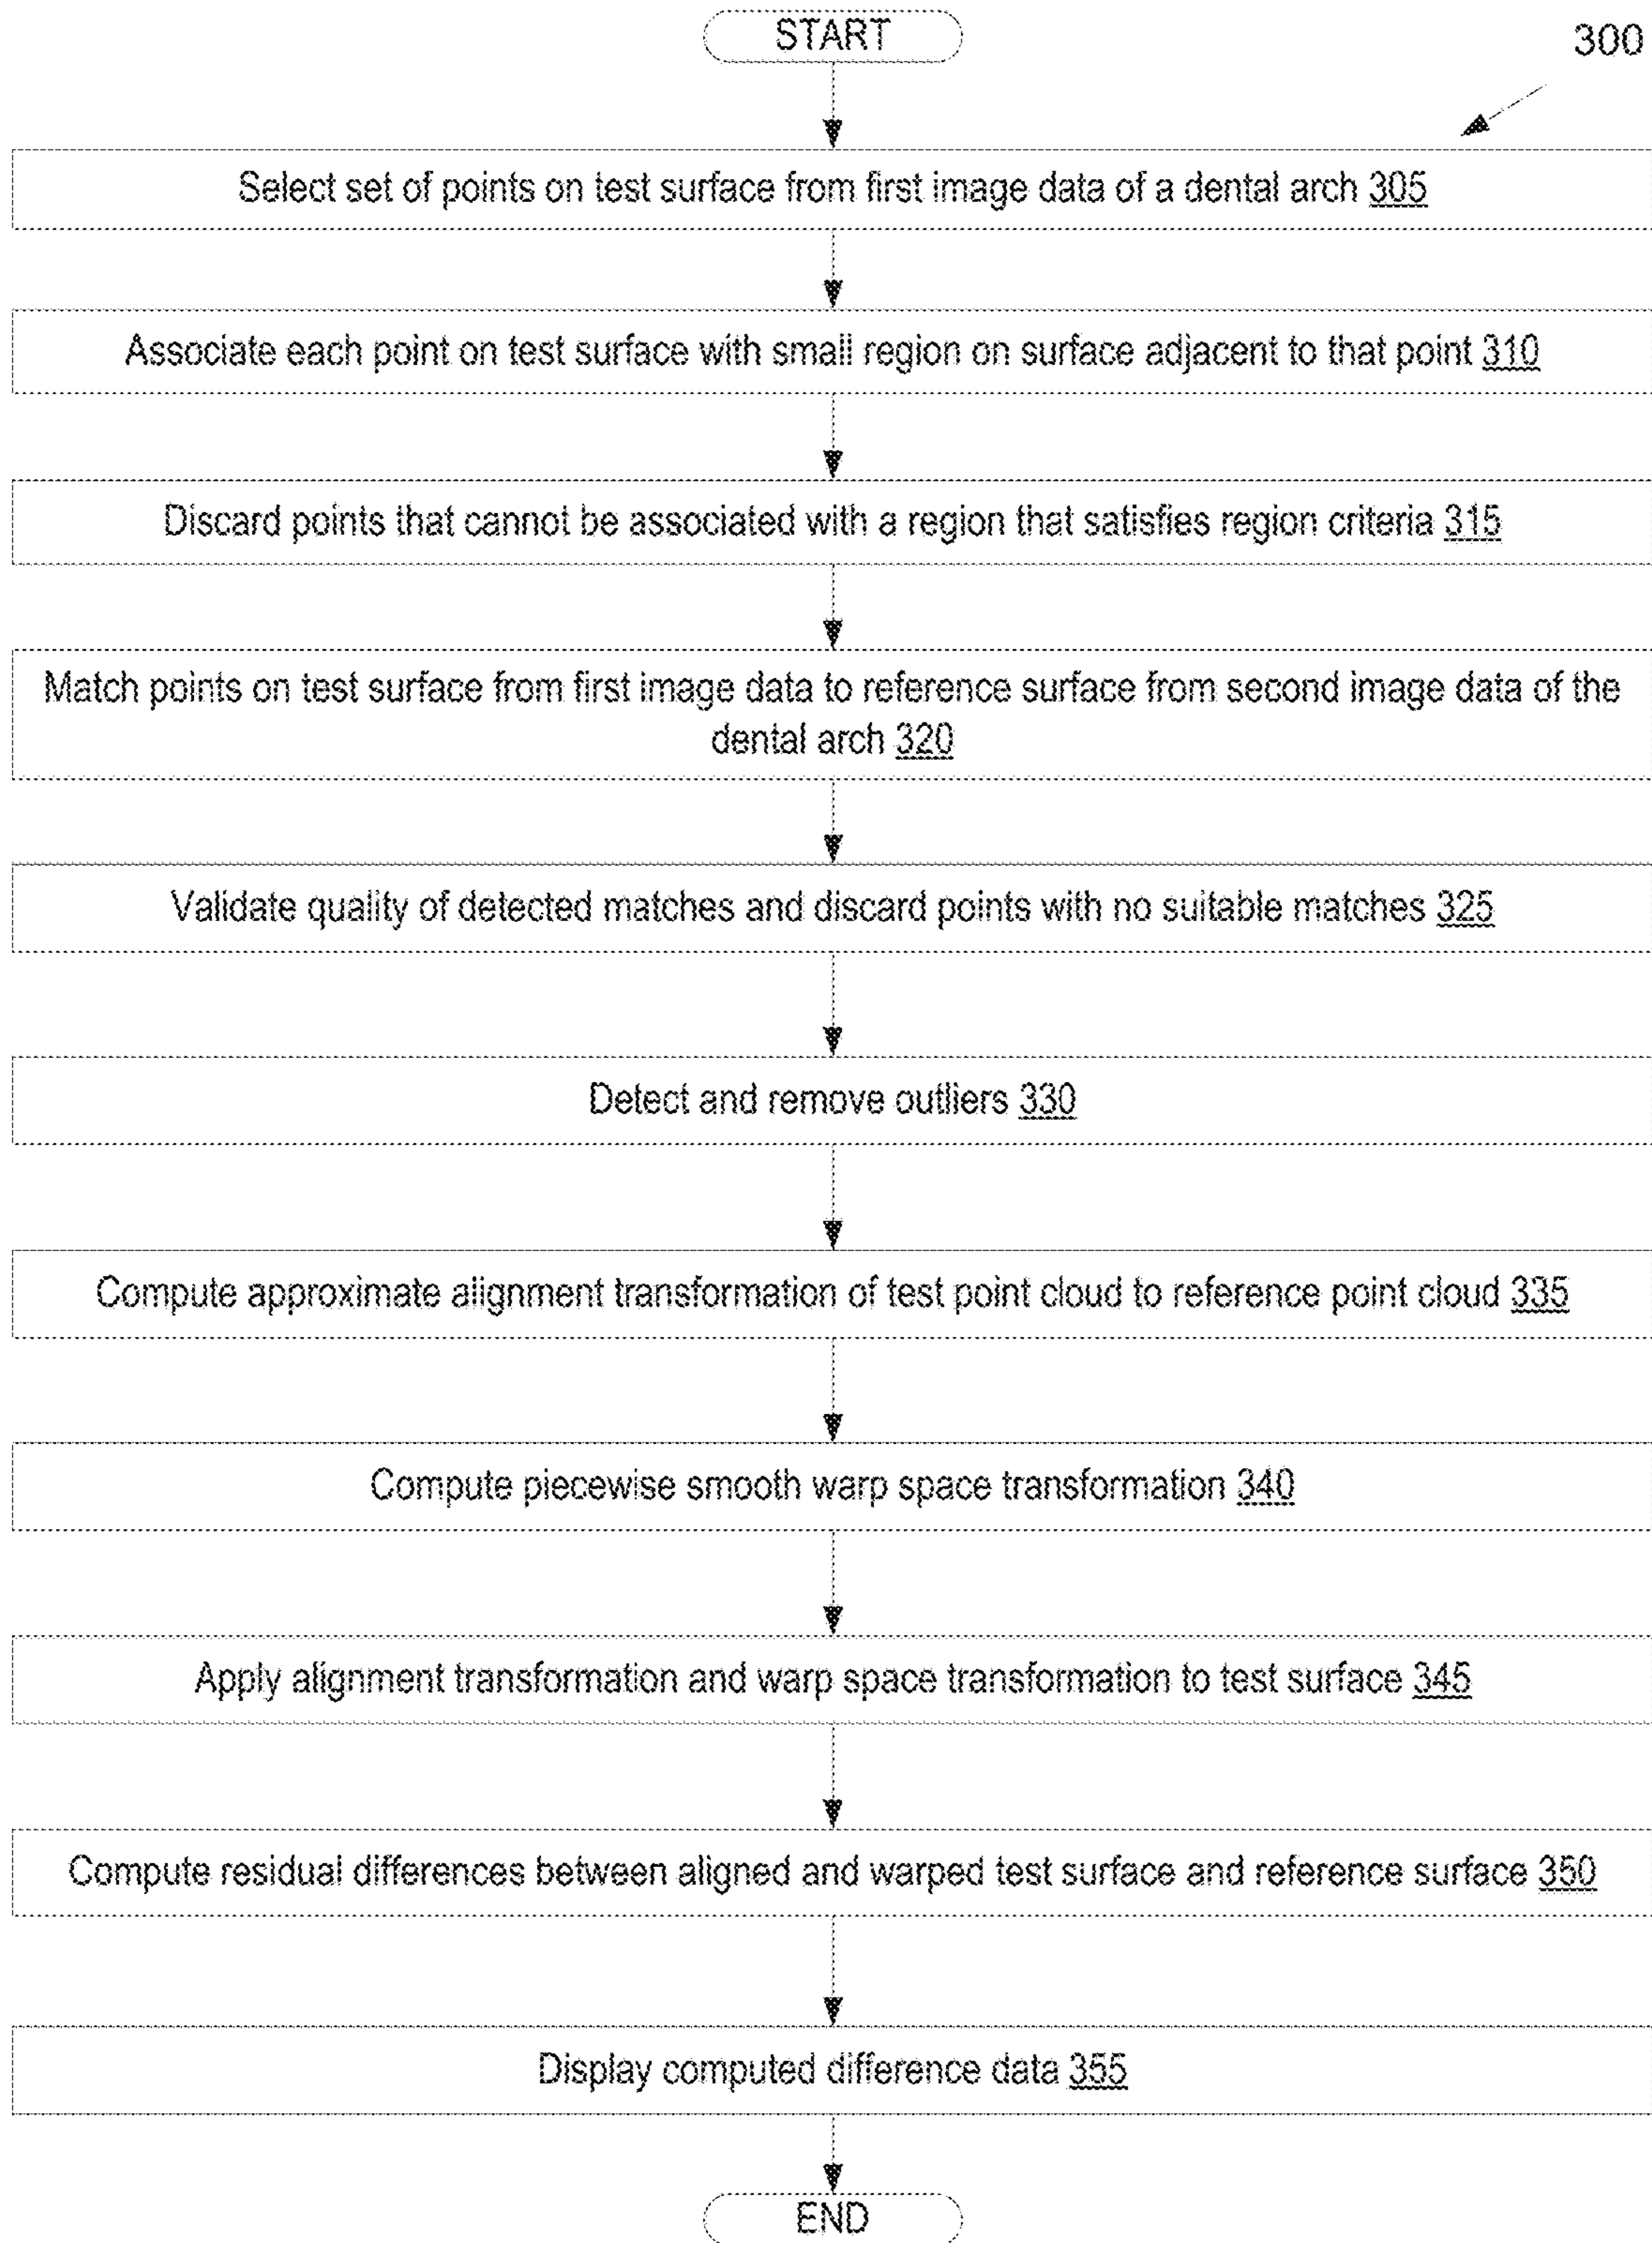 START
300
Select set of points on test surface from first image data of a dental arch 305
Associate each point on test surface with small region on surface adjacent to that point 310
Discard points that cannot be associated with a region that satisfies region criteria 315
Match points on test surface from first image data to reference surface from second image data of the
dental arch 320
Validate quality of detected matches and discard points with no suitable matches 325
Detect and remove outliers 330
Compute approximate alignment transformation of test point cloud to reference point cloud 335
Compute piecewise smooth warp space transformation 340
Apply alignment transformation and warp space transformation to test surface 345
Compute residual differences between aligned and warped test surface and reference surface 350
Display computed difference data 355
END